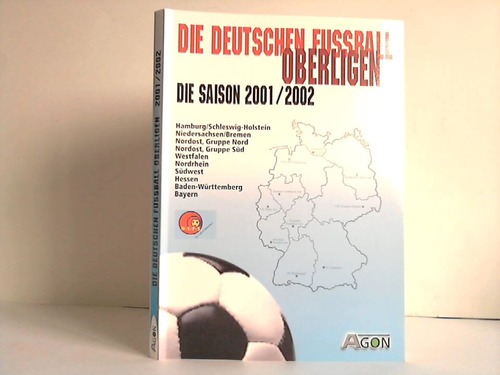 DIE DEUTSCHEN FUSSBALL
OBERLIGEN
DIE SAISON 2001/2002
Hamburg/Schleswig-Holstein
Niedersachsen/Bremen
Nordost, Gruppe Nord
Nordost, Gruppe Süd
Westfalen
Nordrhein
Südwest
Hessen
Baden-Württemberg
Bayern
AGON
DIE DEUTSCHEN FUSSBALL OBERLIGEN 2001/2002
AGON